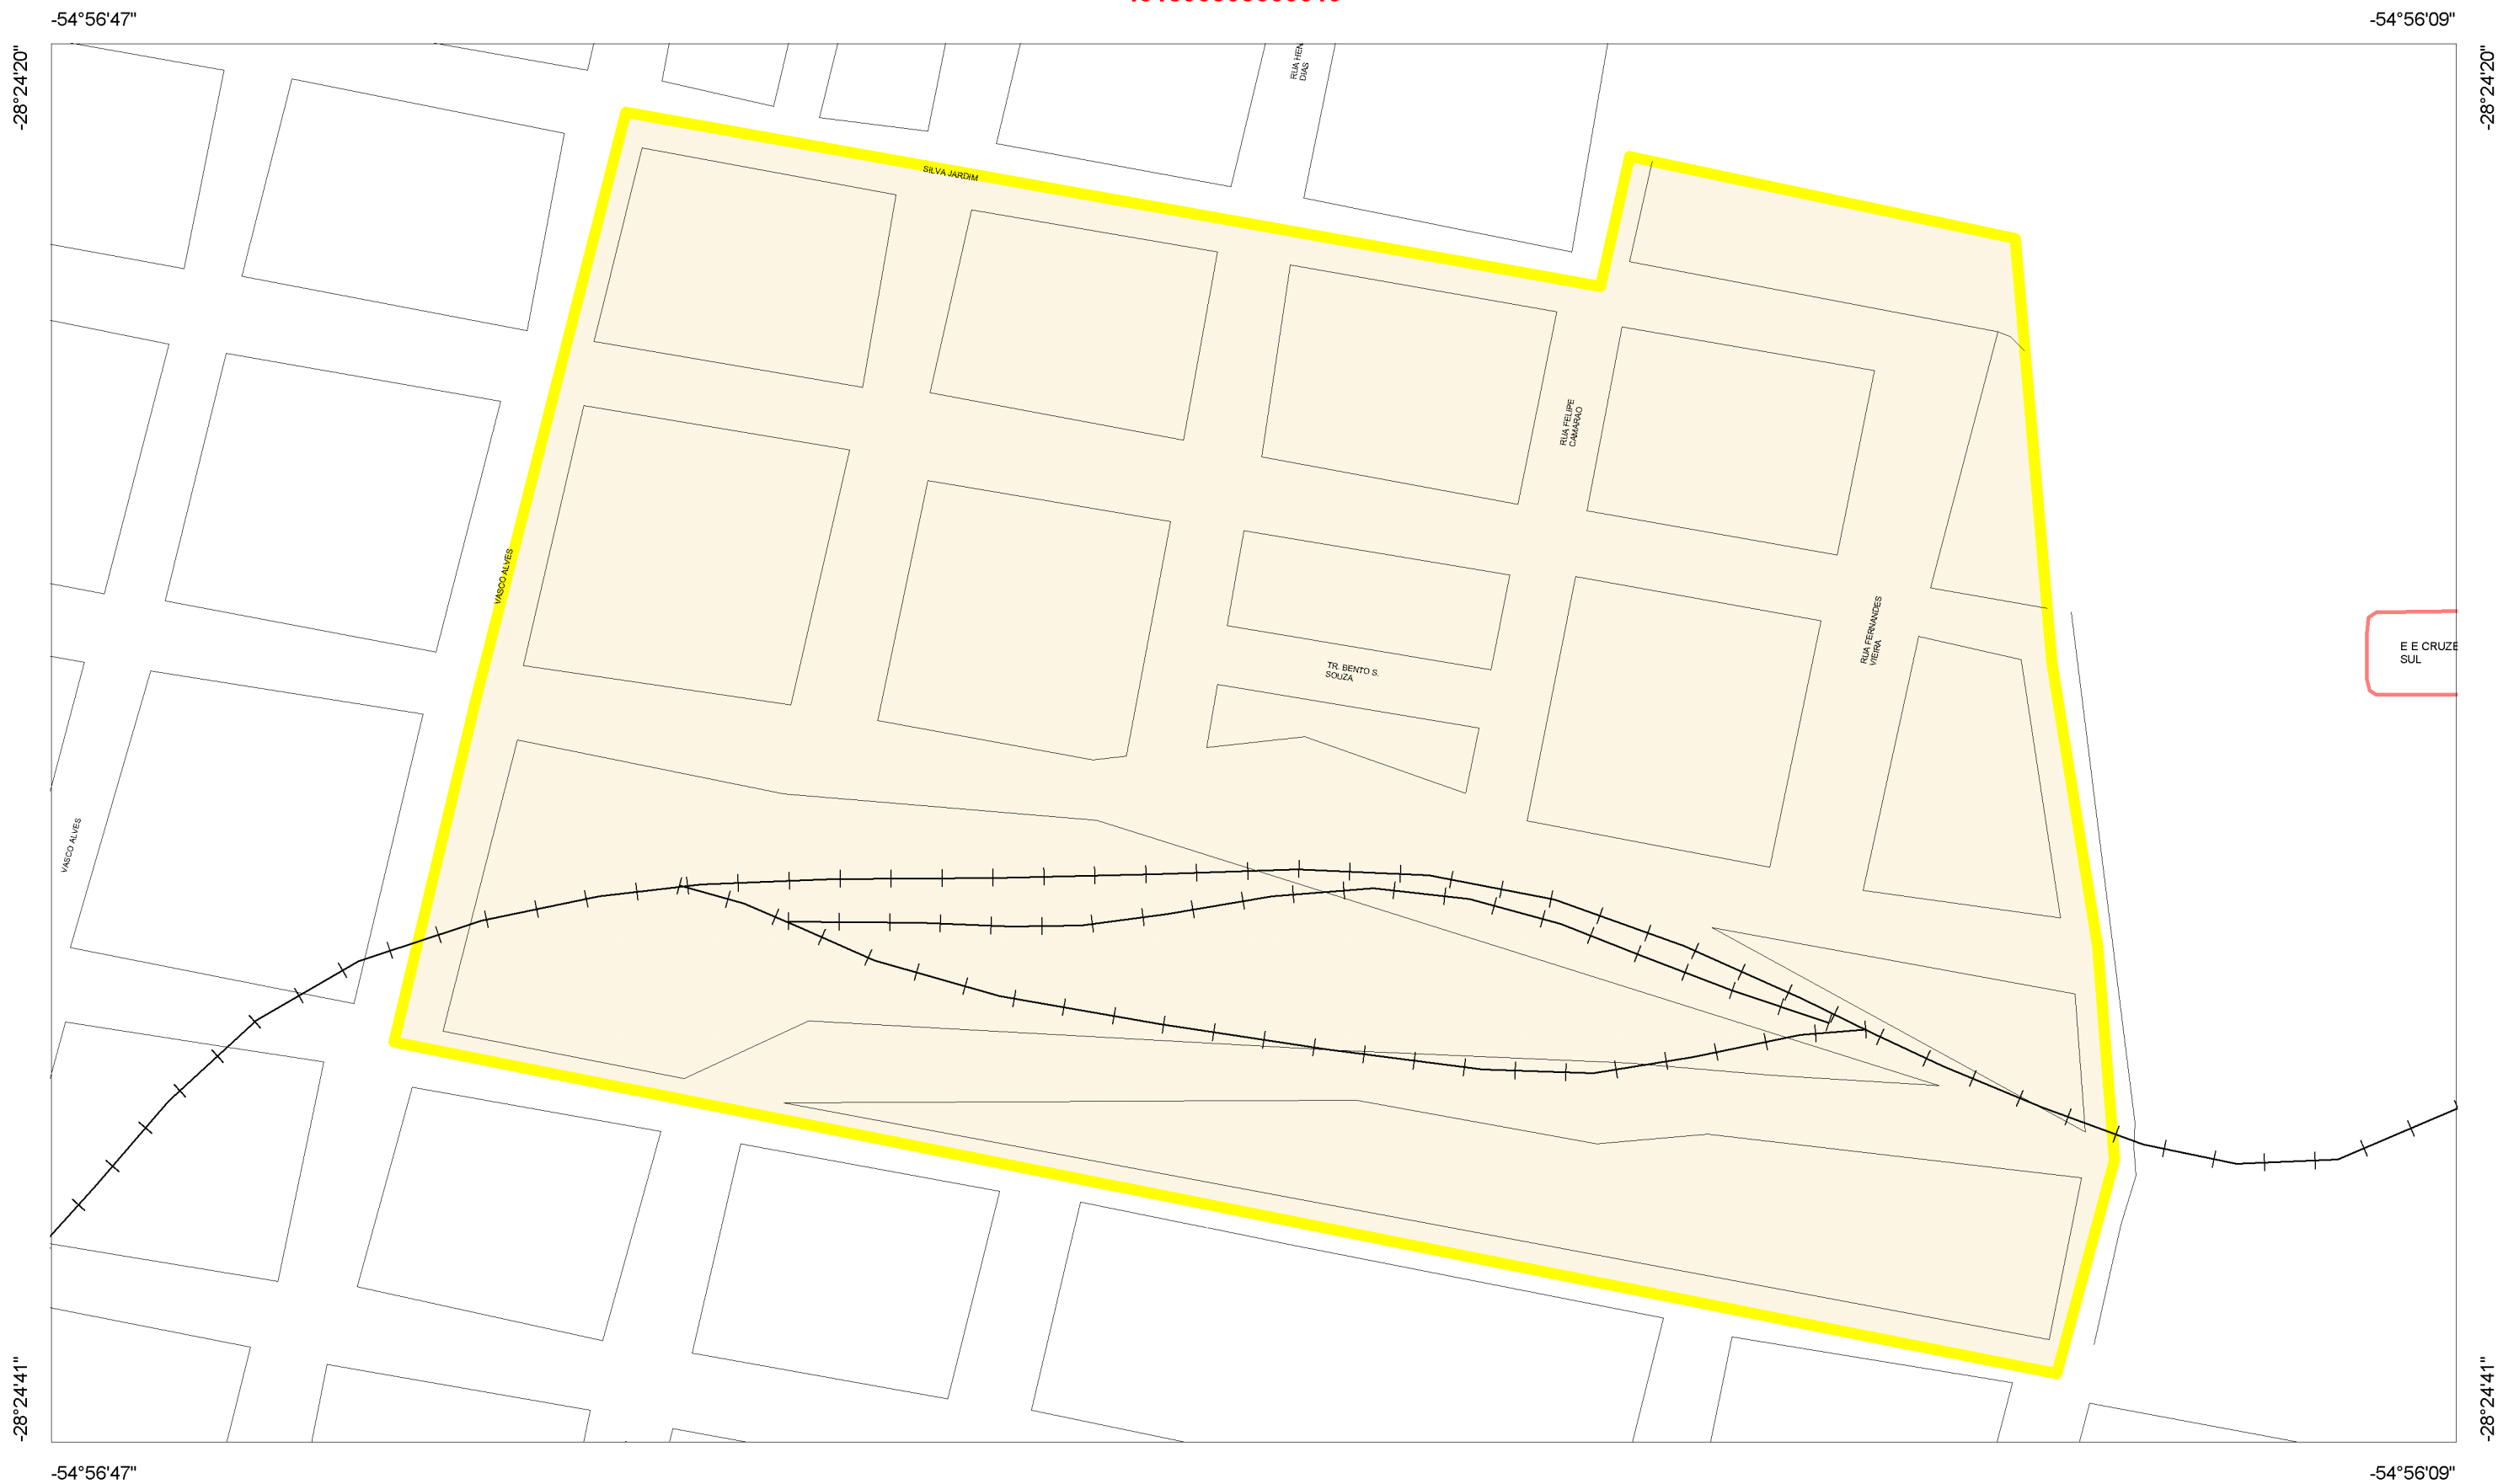 -54°56'47"
-54°56'09"
-28°24'20"
-28°24'20"
DIAS
SILVA JARDIM
RUA FELIPE
CAMARAO
VASCO ALVES
RUA FERNANDES
VIEIRA
E E CRUZE
SUL
TR. BENTO S.
SOUZA
VASCO ALVES
-28°24'41"
-28°24'41"
-54°56'47"
-54°56'09"